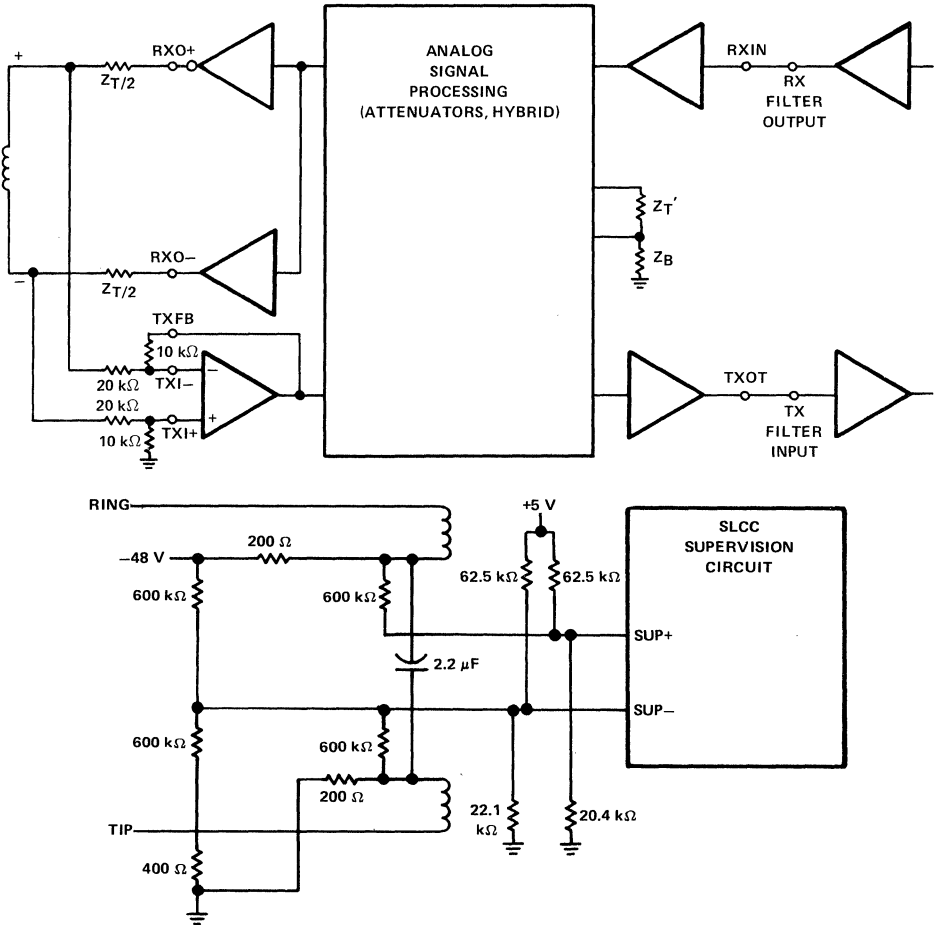 RXO+
ANALOG
SIGNAL
PROCESSING
(ATTENUATORS, HYBRID)
RXIN
RX
FILTER
OUTPUT
+
ZT/2
ZT'
ZB
RXO−
−
ZT/2
TXFB
10 kΩ
−
20 kΩ
TXI−
20 kΩ
+
10 kΩ
TXI+
TXOT
TX
FILTER
INPUT
RING
+5 V
SLCC
SUPERVISION
CIRCUIT
200 Ω
−48 V
62.5 kΩ
62.5 kΩ
600 kΩ
600 kΩ
SUP+
2.2 μF
SUP−
600 kΩ
600 kΩ
200 Ω
22.1
kΩ
20.4 kΩ
TIP
400 Ω